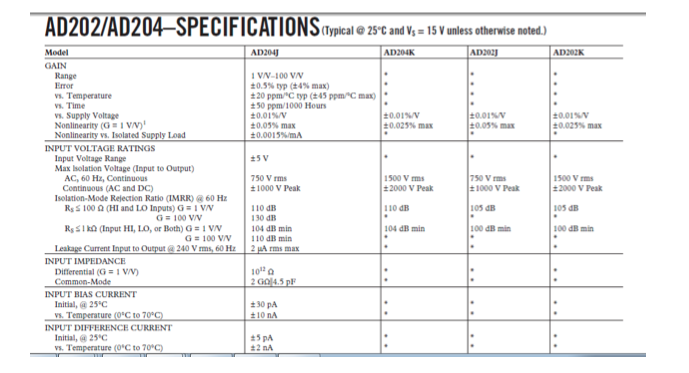 AD202/AD204–SPECIFICATIONS (Typical @ 25°C and VS = 15 V unless otherwise noted.)
Model AD204J AD204K AD202J AD202K
GAIN
Range 1 V/V–100 V/V * * *
Error ±0.5% typ (±4% max) * * *
vs. Temperature ±20 ppm/°C typ (±45 ppm/°C max) * * *
vs. Time ±50 ppm/1000 Hours * * *
vs. Supply Voltage ±0.01%/V ±0.01%/V ±0.01%/V ±0.01%/V
Nonlinearity (G = 1 V/V)1 ±0.05% max ±0.025% max ±0.05% max ±0.025% max
Nonlinearity vs. Isolated Supply Load ±0.0015%/mA * * *
INPUT VOLTAGE RATINGS
Input Voltage Range ±5 V * * *
Max Isolation Voltage (Input to Output)
AC, 60 Hz, Continuous 750 V rms 1500 V rms 750 V rms 1500 V rms
Continuous (AC and DC) ±1000 V Peak ±2000 V Peak ±1000 V Peak ±2000 V Peak
Isolation-Mode Rejection Ratio (IMRR) @ 60 Hz
RS ≤ 100 Ω (HI and LO Inputs) G = 1 V/V 110 dB 110 dB 105 dB 105 dB
G = 100 V/V 130 dB * * *
RS ≤ 1 kΩ (Input HI, LO, or Both) G = 1 V/V 104 dB min 104 dB min 100 dB min 100 dB min
G = 100 V/V 110 dB min * * *
Leakage Current Input to Output @ 240 V rms, 60 Hz 2 µA rms max * * *
INPUT IMPEDANCE
Differential (G = 1 V/V) 10¹² Ω * * *
Common-Mode 2 GΩ||4.5 pF * * *
INPUT BIAS CURRENT
Initial, @ 25°C ±30 pA * * *
vs. Temperature (0°C to 70°C) ±10 nA * * *
INPUT DIFFERENCE CURRENT
Initial, @ 25°C ±5 pA * * *
vs. Temperature (0°C to 70°C) ±2 nA * * *